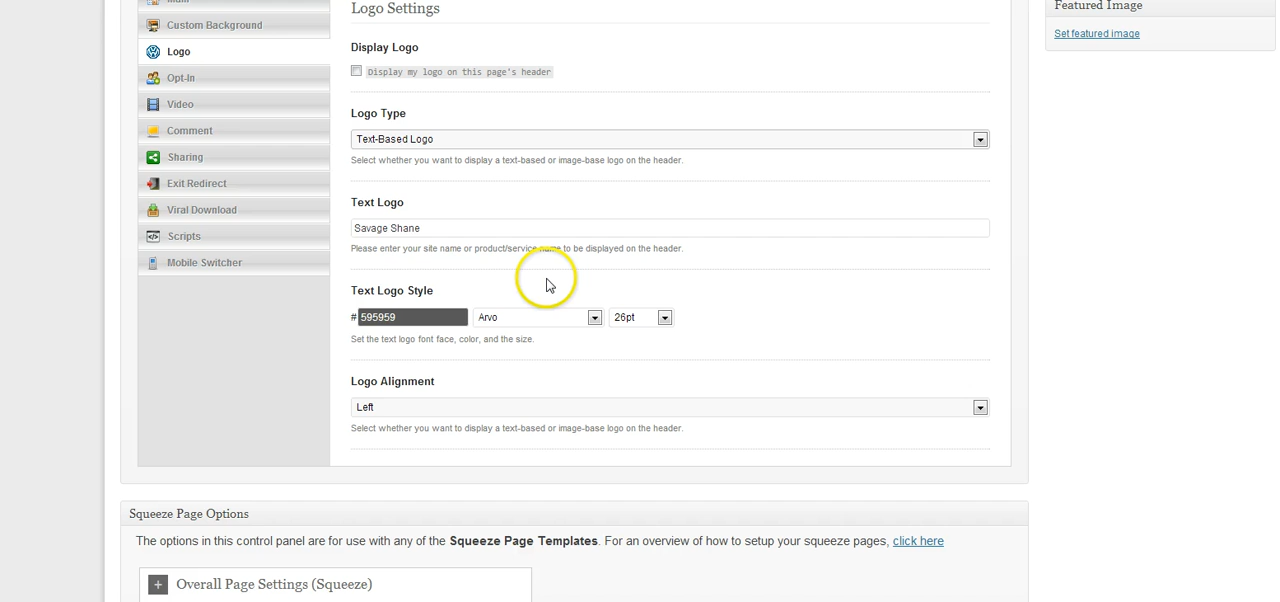 Main
Custom Background
Logo
Opt-In
Video
Comment
Sharing
Exit Redirect
Viral Download
Scripts
Mobile Switcher
Logo Settings
Display Logo
Display my logo on this page's header
Logo Type
Text-Based Logo
Select whether you want to display a text-based or image-base logo on the header.
Text Logo
Savage Shane
Please enter your site name or product/service name to be displayed on the header.
Text Logo Style
# 595959 Arvo 26pt
Set the text logo font face, color, and the size.
Logo Alignment
Left
Select whether you want to display a text-based or image-base logo on the header.
Squeeze Page Options
The options in this control panel are for use with any of the Squeeze Page Templates. For an overview of how to setup your squeeze pages, click here
+ Overall Page Settings (Squeeze)
Featured Image
Set featured image